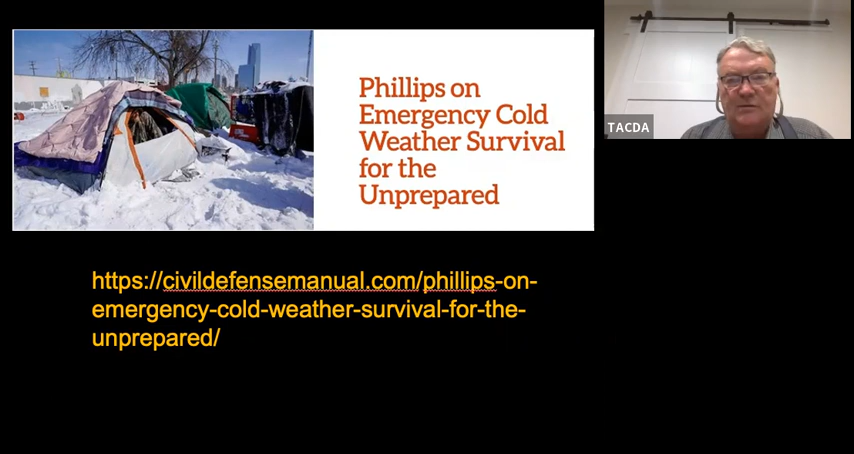 Phillips on
Emergency Cold
Weather Survival
for the
Unprepared
TACDA
https://civildefensemanual.com/phillips-on-
emergency-cold-weather-survival-for-the-
unprepared/